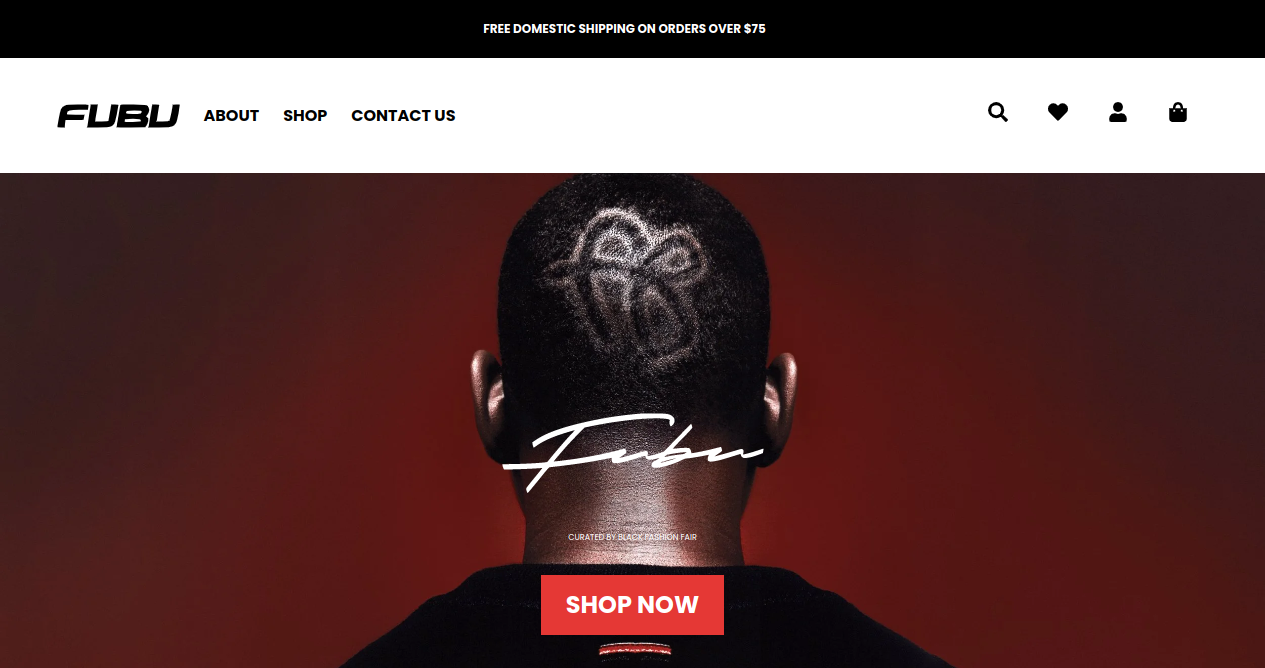 FREE DOMESTIC SHIPPING ON ORDERS OVER $75
FUBU ABOUT SHOP CONTACT US
Fubu
CURATED BY BLACK FASHION FAIR
SHOP NOW